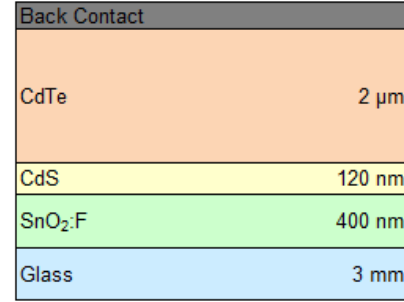 Back Contact
CdTe 2 µm
CdS 120 nm
SnO₂:F 400 nm
Glass 3 mm